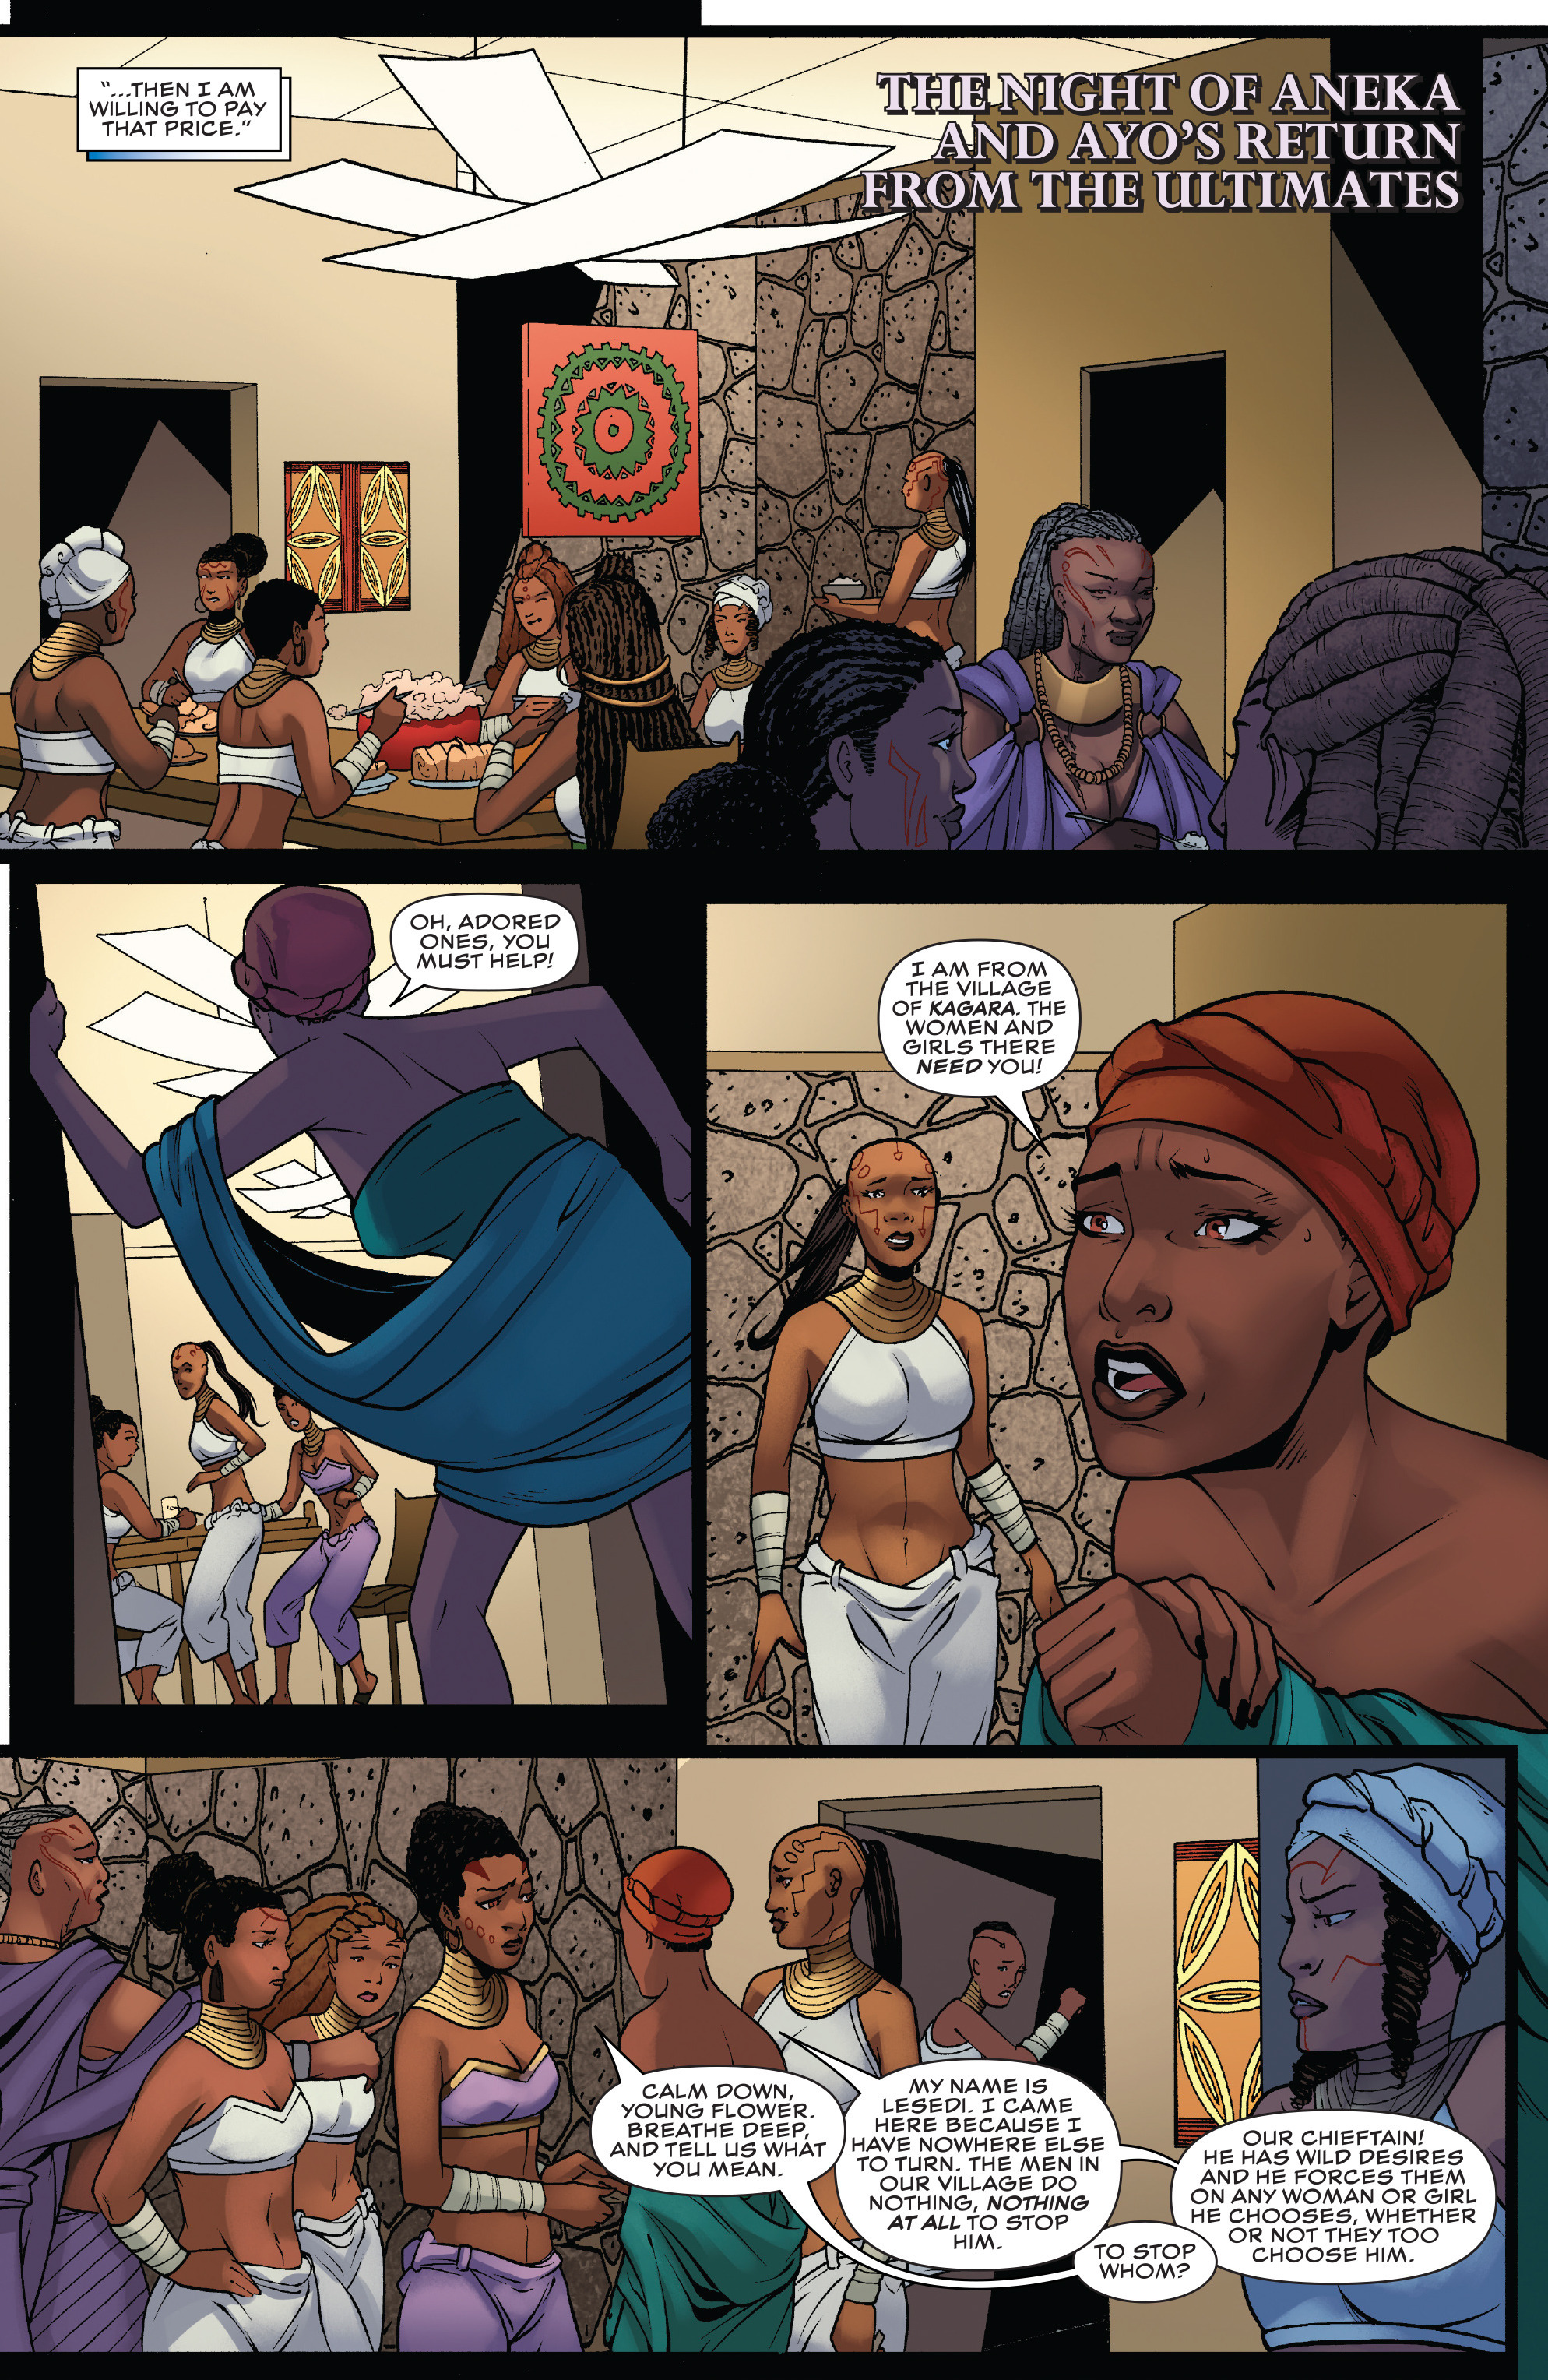 “...THEN I AM
WILLING TO PAY
THAT PRICE.”
THE NIGHT OF ANEKA
AND AYO’S RETURN
FROM THE ULTIMATES
OH, ADORED
ONES, YOU
MUST HELP!
I AM FROM
THE VILLAGE
OF KAGARA. THE
WOMEN AND
GIRLS THERE
NEED YOU!
CALM DOWN,
YOUNG FLOWER.
BREATHE DEEP,
AND TELL US WHAT
YOU MEAN.
MY NAME IS
LESEDI. I CAME
HERE BECAUSE I
HAVE NOWHERE ELSE
TO TURN. THE MEN IN
OUR VILLAGE DO
NOTHING, NOTHING
AT ALL TO STOP
HIM.
TO STOP
WHOM?
OUR CHIEFTAIN!
HE HAS WILD DESIRES
AND HE FORCES THEM
ON ANY WOMAN OR GIRL
HE CHOOSES, WHETHER
OR NOT THEY TOO
CHOOSE HIM.